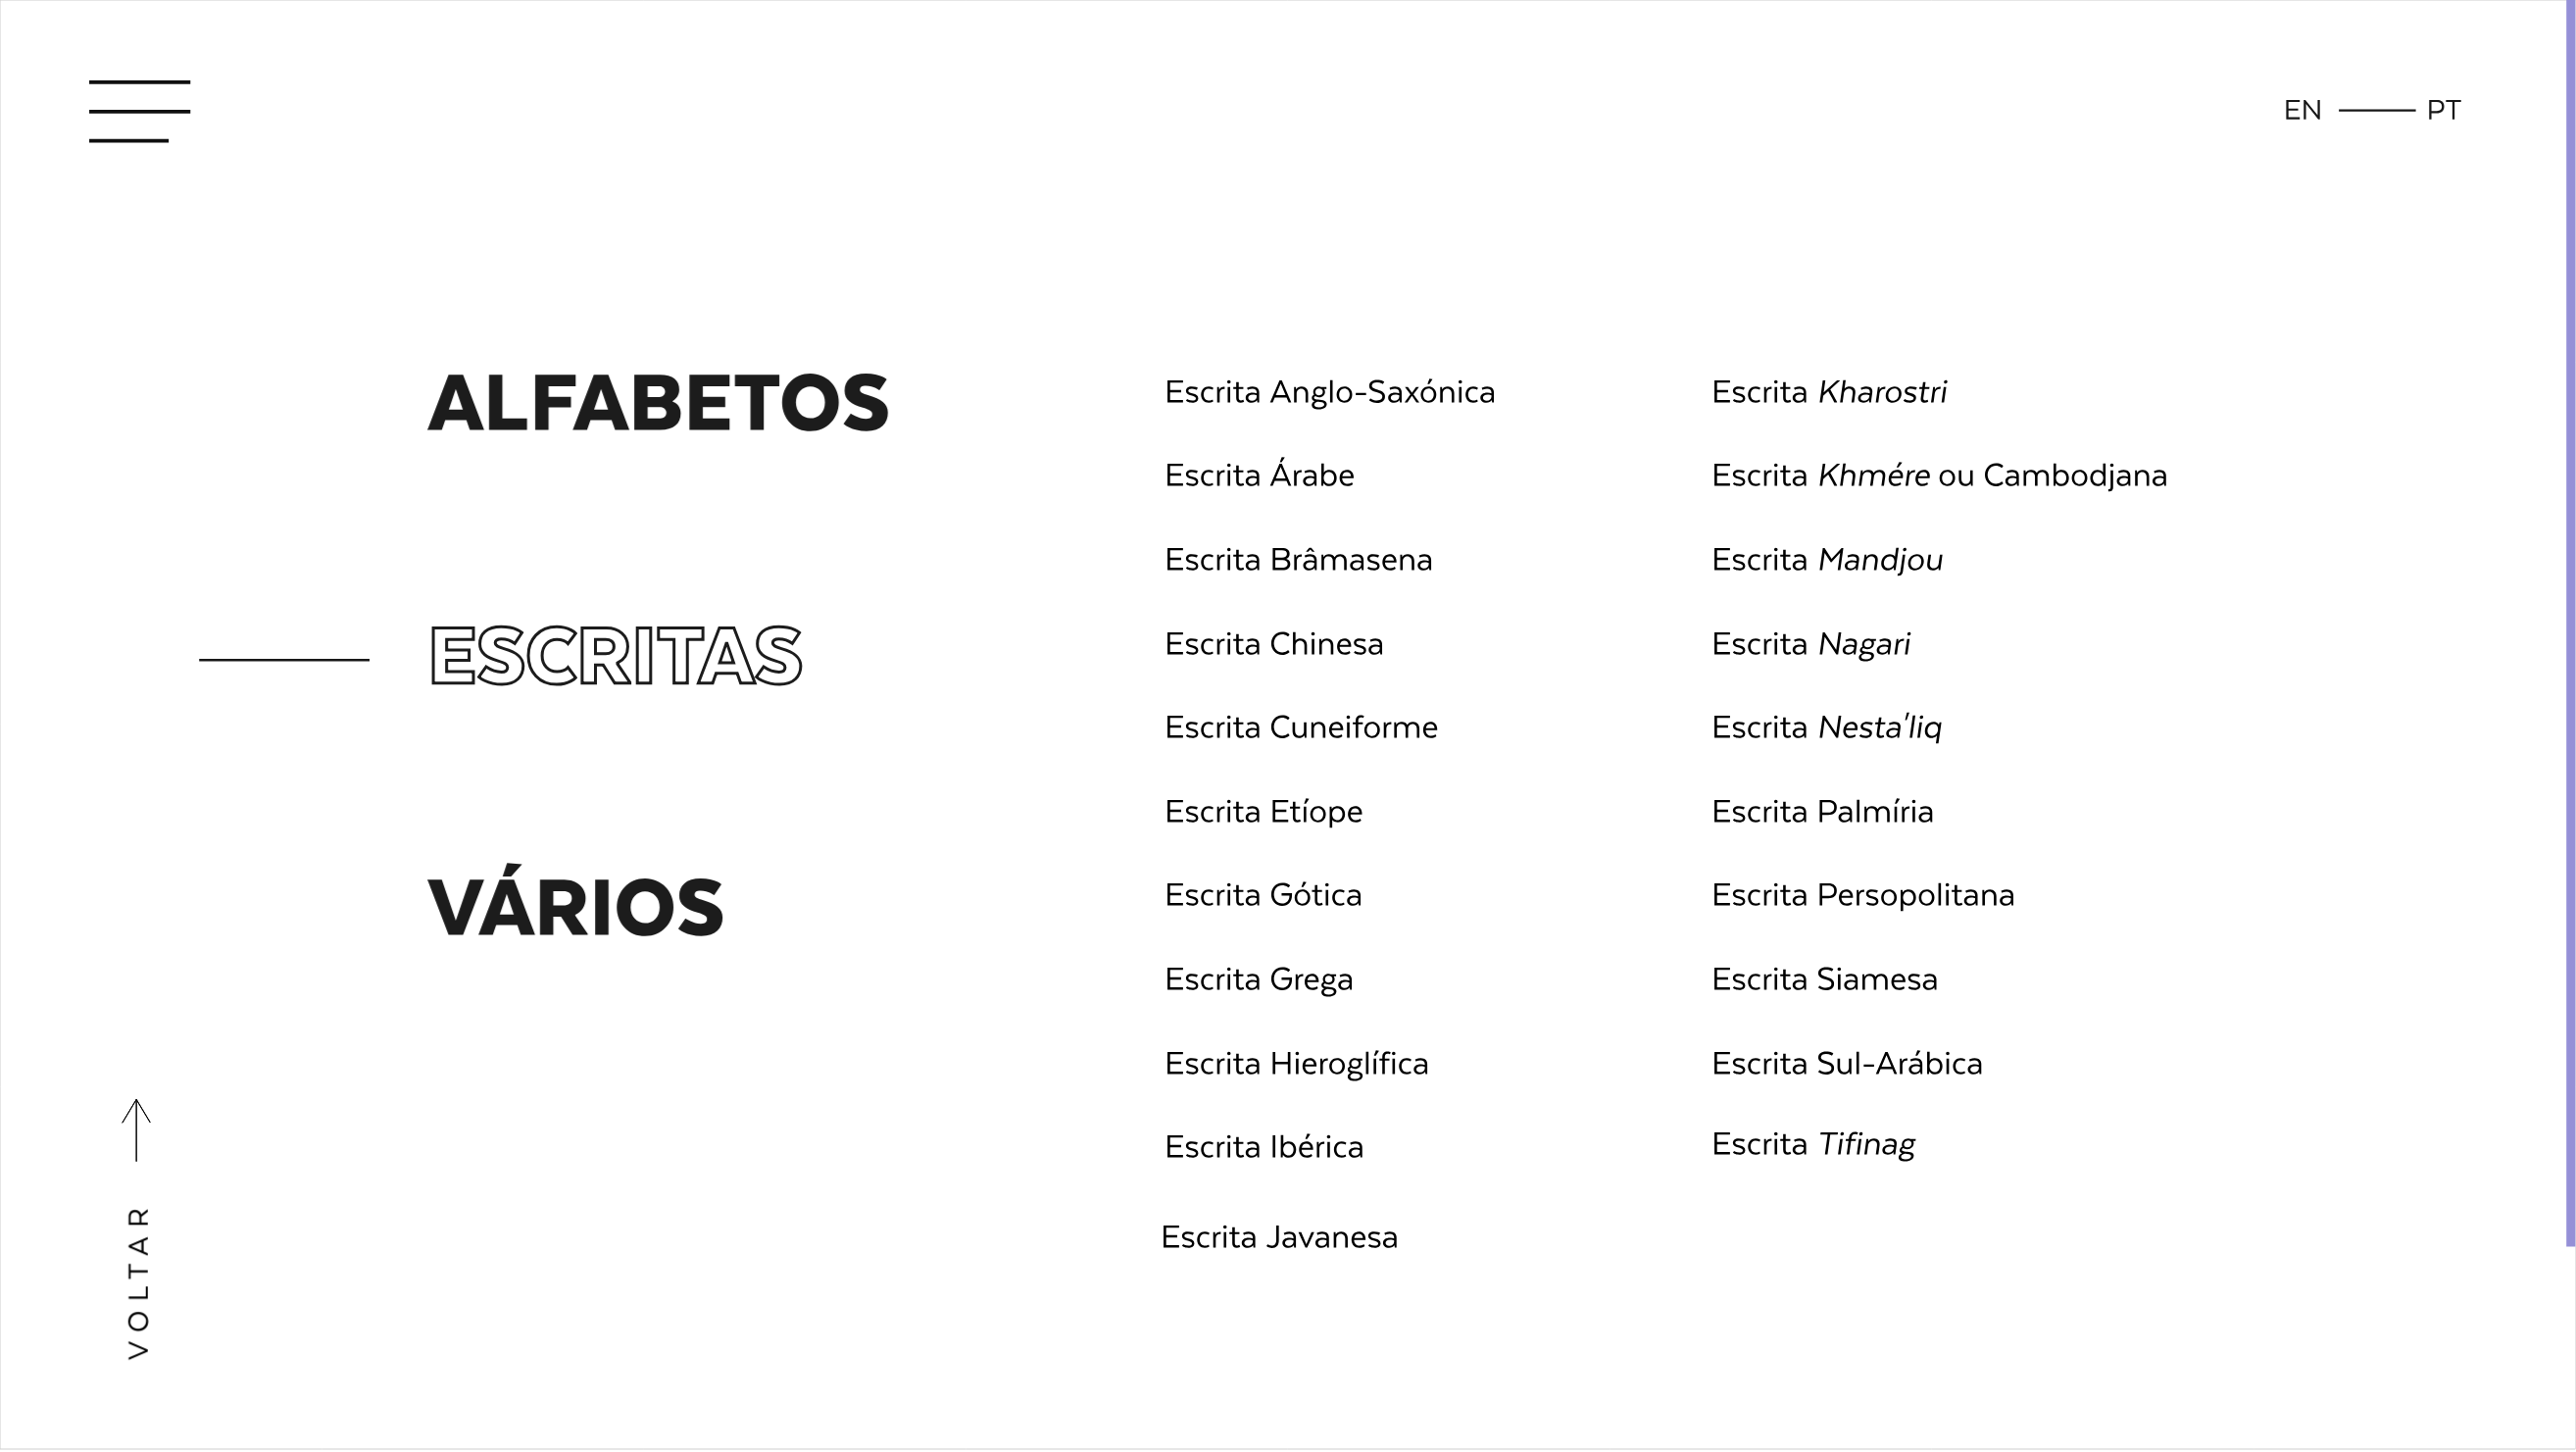 EN PT
ALFABETOS
ESCRITAS
VÁRIOS
Escrita Anglo-Saxónica
Escrita Árabe
Escrita Brâmasena
Escrita Chinesa
Escrita Cuneiforme
Escrita Etíope
Escrita Gótica
Escrita Grega
Escrita Hieroglífica
Escrita Ibérica
Escrita Javanesa
Escrita Kharostri
Escrita Khmére ou Cambodjana
Escrita Mandjou
Escrita Nagari
Escrita Nesta'liq
Escrita Palmíria
Escrita Persopolitana
Escrita Siamesa
Escrita Sul-Arábica
Escrita Tifinag
VOLTAR